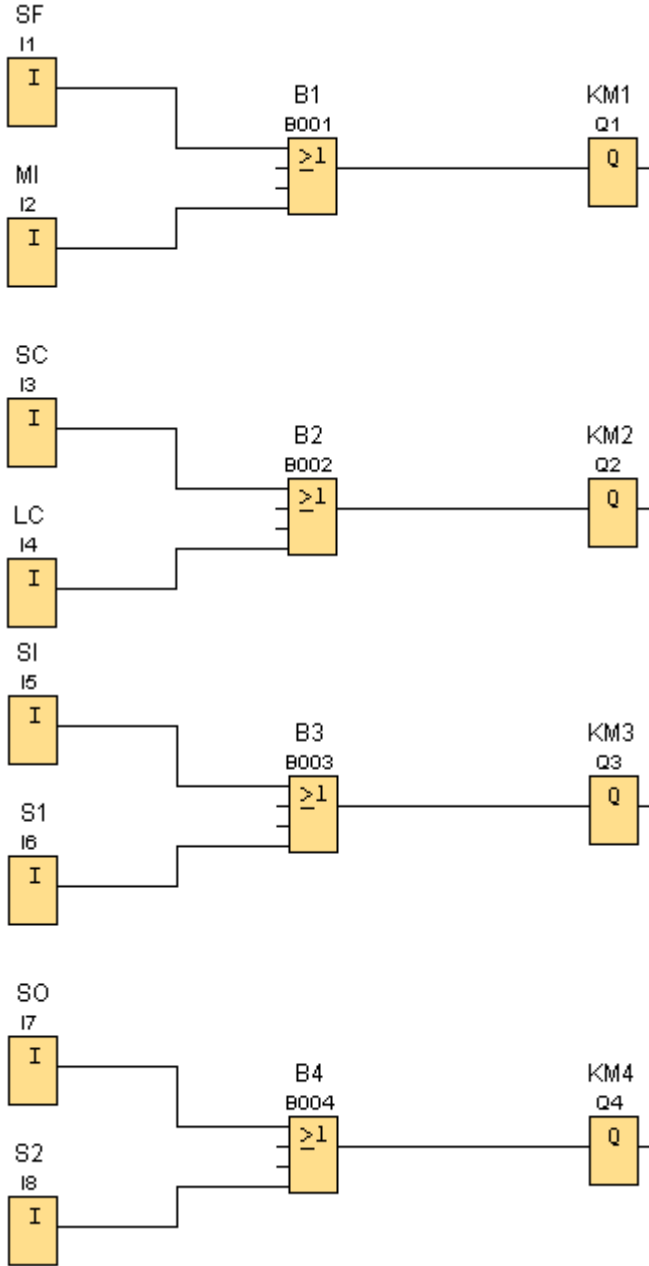 SF
I1
I
B1
B001
≥1
KM1
Q1
Q
MI
I2
I
SC
I3
I
B2
B002
≥1
KM2
Q2
Q
LC
I4
I
SI
I5
I
B3
B003
≥1
KM3
Q3
Q
S1
I6
I
SO
I7
I
B4
B004
≥1
KM4
Q4
Q
S2
I8
I